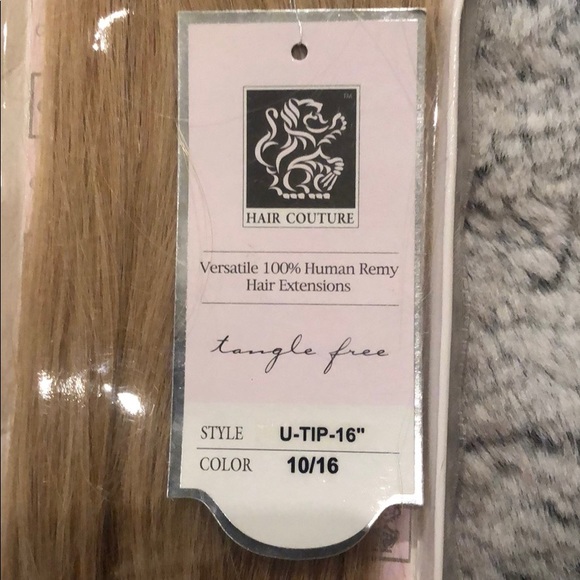 HAIR COUTURE
Versatile 100% Human Remy
Hair Extensions
tangle free
STYLE U-TIP-16"
COLOR 10/16